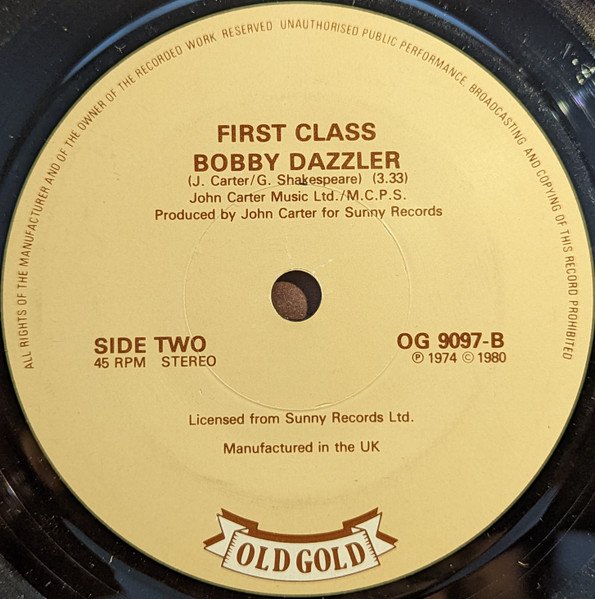 ALL RIGHTS OF THE MANUFACTURER AND OF THE OWNER OF THE RECORDED WORK RESERVED UNAUTHORISED PUBLIC PERFORMANCE BROADCASTING AND COPYING OF THIS RECORD PROHIBITED
FIRST CLASS
BOBBY DAZZLER
(J. Carter/G. Shakespeare) (3.33)
John Carter Music Ltd./M.C.P.S.
Produced by John Carter for Sunny Records
SIDE TWO
45 RPM STEREO
OG 9097-B
Ⓟ 1974 © 1980
Licensed from Sunny Records Ltd.
Manufactured in the UK
OLD GOLD